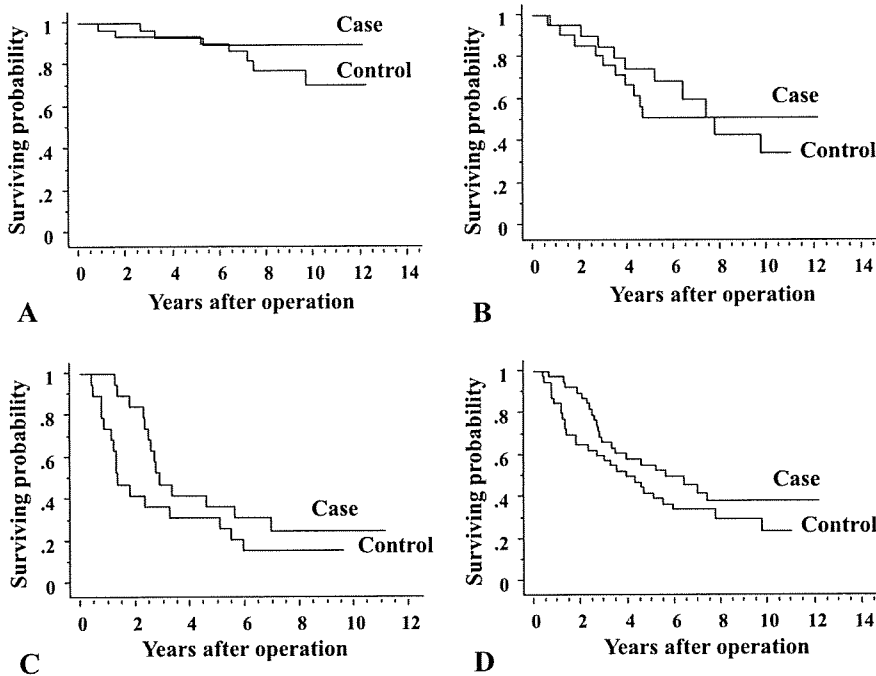 Surviving probability
1
.8
.6
.4
.2
0
Case
Control
0 2 4 6 8 10 12 14
Years after operation
A
Surviving probability
1
.8
.6
.4
.2
0
Case
Control
0 2 4 6 8 10 12 14
Years after operation
B
Surviving probability
1
.8
.6
.4
.2
0
Case
Control
0 2 4 6 8 10 12
Years after operation
C
Surviving probability
1
.8
.6
.4
.2
0
Case
Control
0 2 4 6 8 10 12 14
Years after operation
D